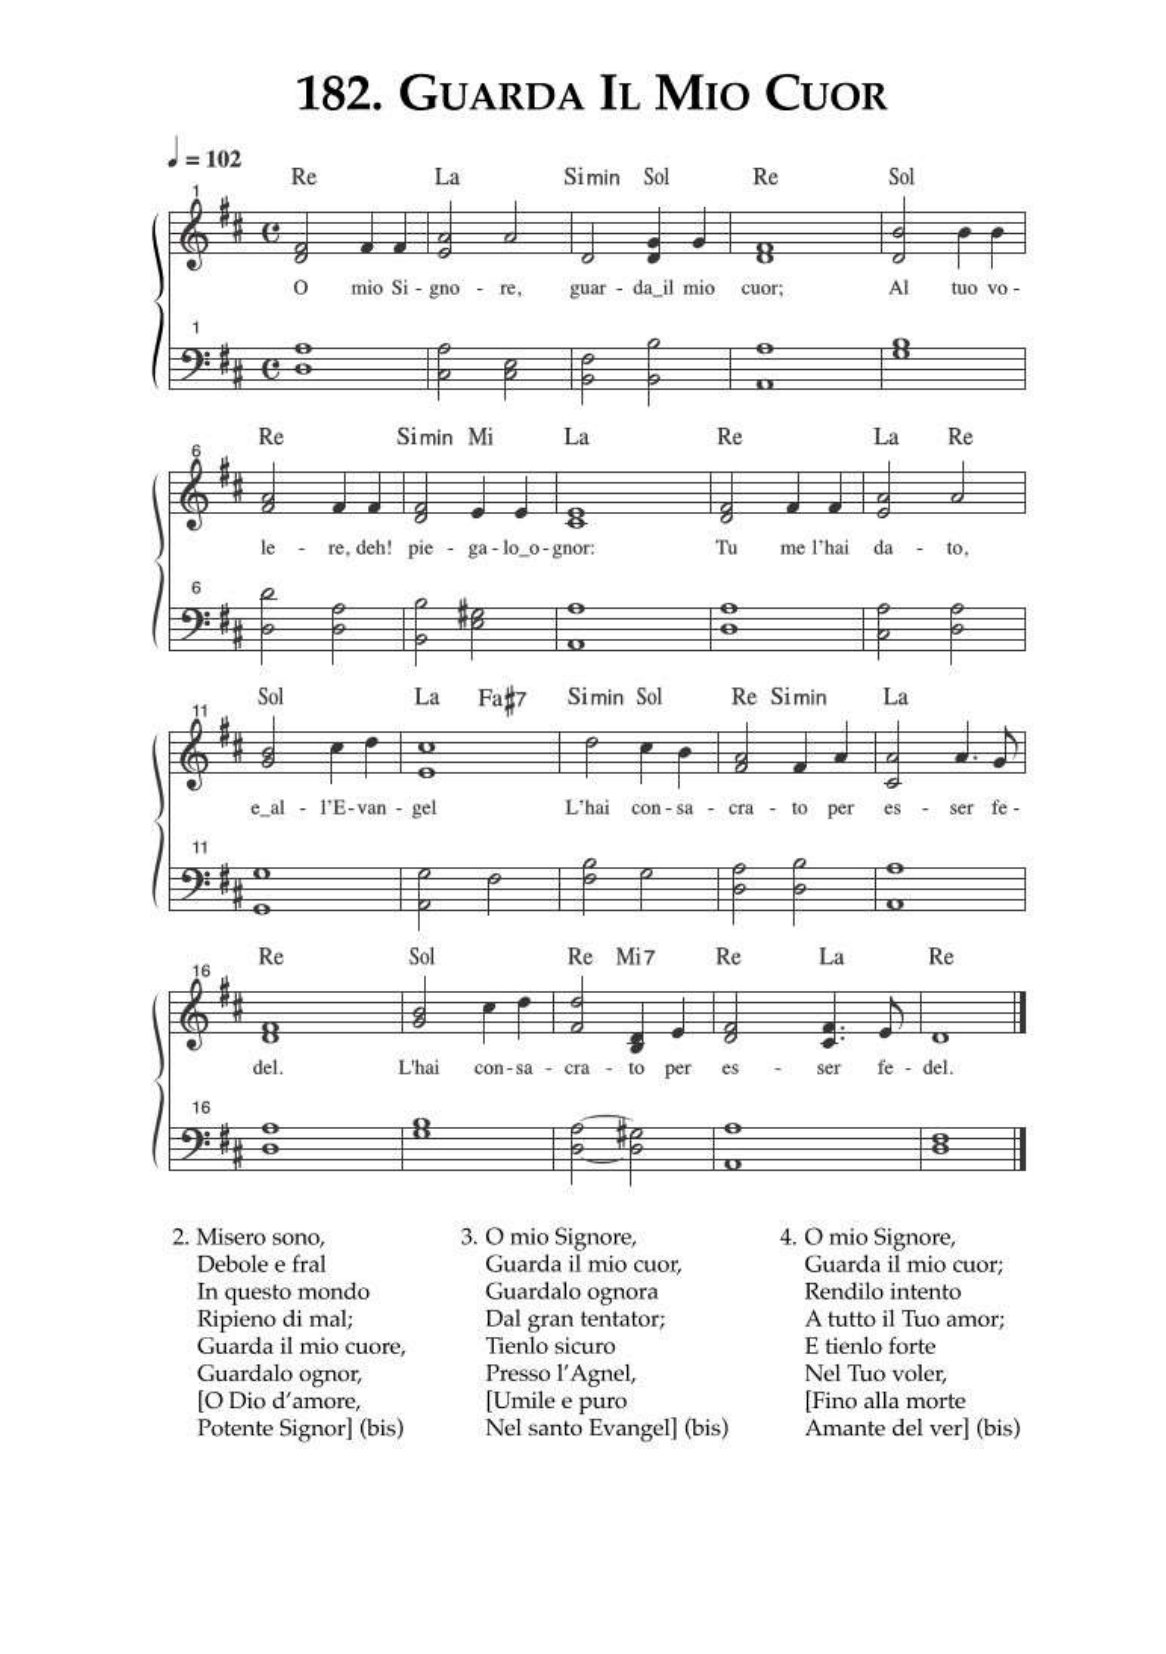 182. Guarda Il Mio Cuor
♩ = 102
Re La Simin Sol Re Sol
1
O mio Si - gno - re, guar - da_il mio cuor; Al tuo vo -
1
Re Simin Mi La Re La Re
6
le - re, deh! pie - ga - lo_o - gnor: Tu me l'hai da - to,
6
Sol La Fa#7 Simin Sol Re Simin La
11
e_al - l'E - van - gel L'hai con - sa - cra - to per es - ser fe -
11
Re Sol Re Mi7 Re La Re
16
del. L'hai con - sa - cra - to per es - ser fe - del.
16
2. Misero sono,
Debole e fral
In questo mondo
Ripieno di mal;
Guarda il mio cuore,
Guardalo ognor,
[O Dio d'amore,
Potente Signor] (bis)
3. O mio Signore,
Guarda il mio cuor,
Guardalo ognora
Dal gran tentator;
Tienlo sicuro
Presso l'Agnel,
[Umile e puro
Nel santo Evangel] (bis)
4. O mio Signore,
Guarda il mio cuor;
Rendilo intento
A tutto il Tuo amor;
E tienlo forte
Nel Tuo voler,
[Fino alla morte
Amante del ver] (bis)